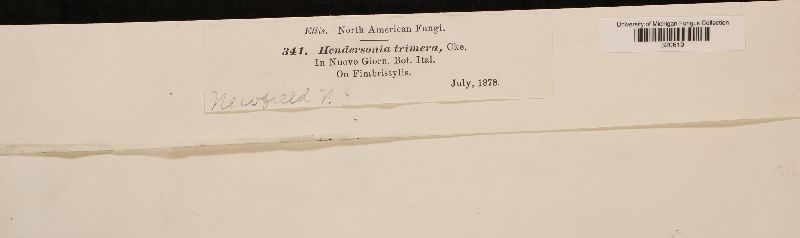 Ellis. North American Fungi.
341. Hendersonia trimera, Cke.
In Nuovo Giorn. Bot. Ital.
On Fimbristylis.
July, 1878.
Newfield N.
University of Michigan Fungus Collection